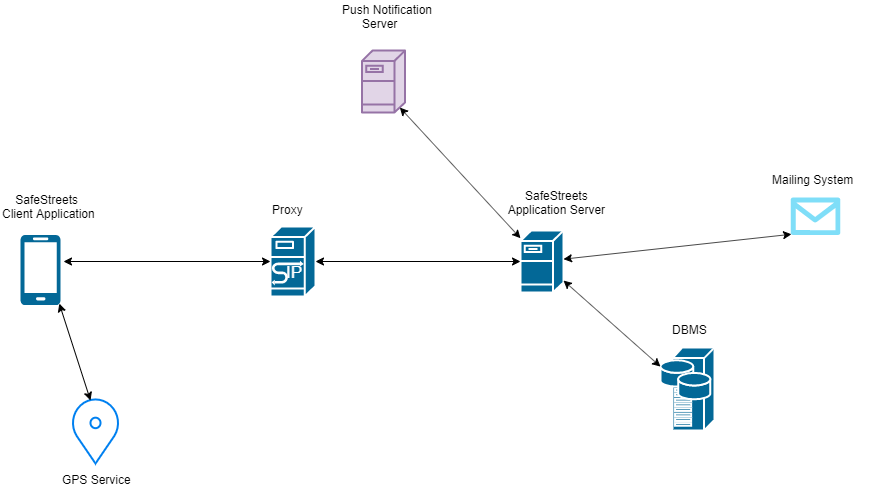 Push Notification
Server
SafeStreets
Client Application
Proxy
SIP
SafeStreets
Application Server
Mailing System
DBMS
GPS Service